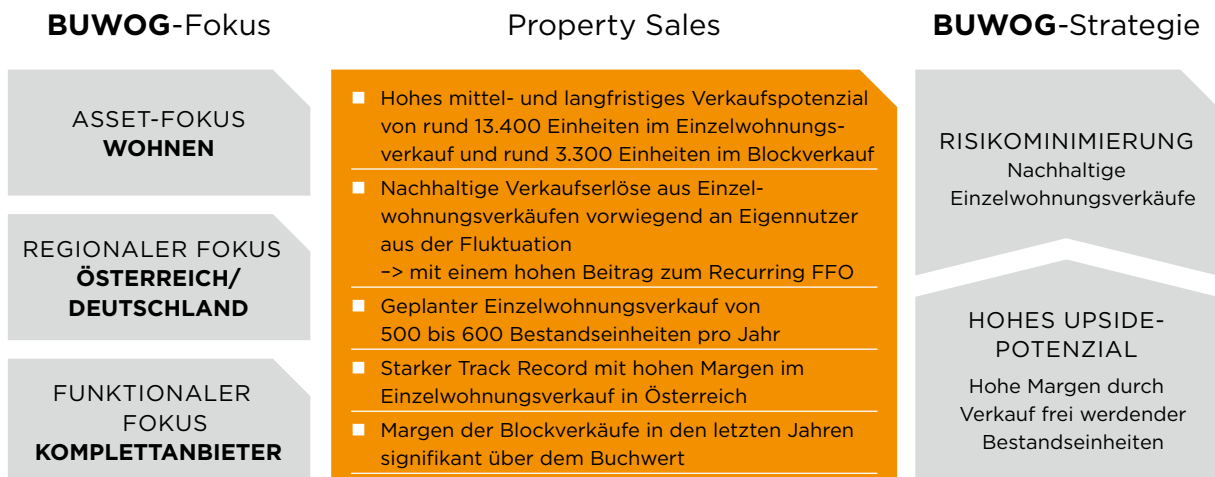 BUWOG-Fokus
ASSET-FOKUS
WOHNEN
REGIONALER FOKUS
ÖSTERREICH/
DEUTSCHLAND
FUNKTIONALER
FOKUS
KOMPLETTANBIETER
Property Sales
Hohes mittel- und langfristiges Verkaufspotenzial
von rund 13.400 Einheiten im Einzelwohnungs-
verkauf und rund 3.300 Einheiten im Blockverkauf
Nachhaltige Verkaufserlöse aus Einzel-
wohnungsverkäufen vorwiegend an Eigennutzer
aus der Fluktuation
–> mit einem hohen Beitrag zum Recurring FFO
Geplanter Einzelwohnungsverkauf von
500 bis 600 Bestandseinheiten pro Jahr
Starker Track Record mit hohen Margen im
Einzelwohnungsverkauf in Österreich
Margen der Blockverkäufe in den letzten Jahren
signifikant über dem Buchwert
BUWOG-Strategie
RISIKOMINIMIERUNG
Nachhaltige
Einzelwohnungsverkäufe
HOHES UPSIDE-
POTENZIAL
Hohe Margen durch
Verkauf frei werdender
Bestandseinheiten